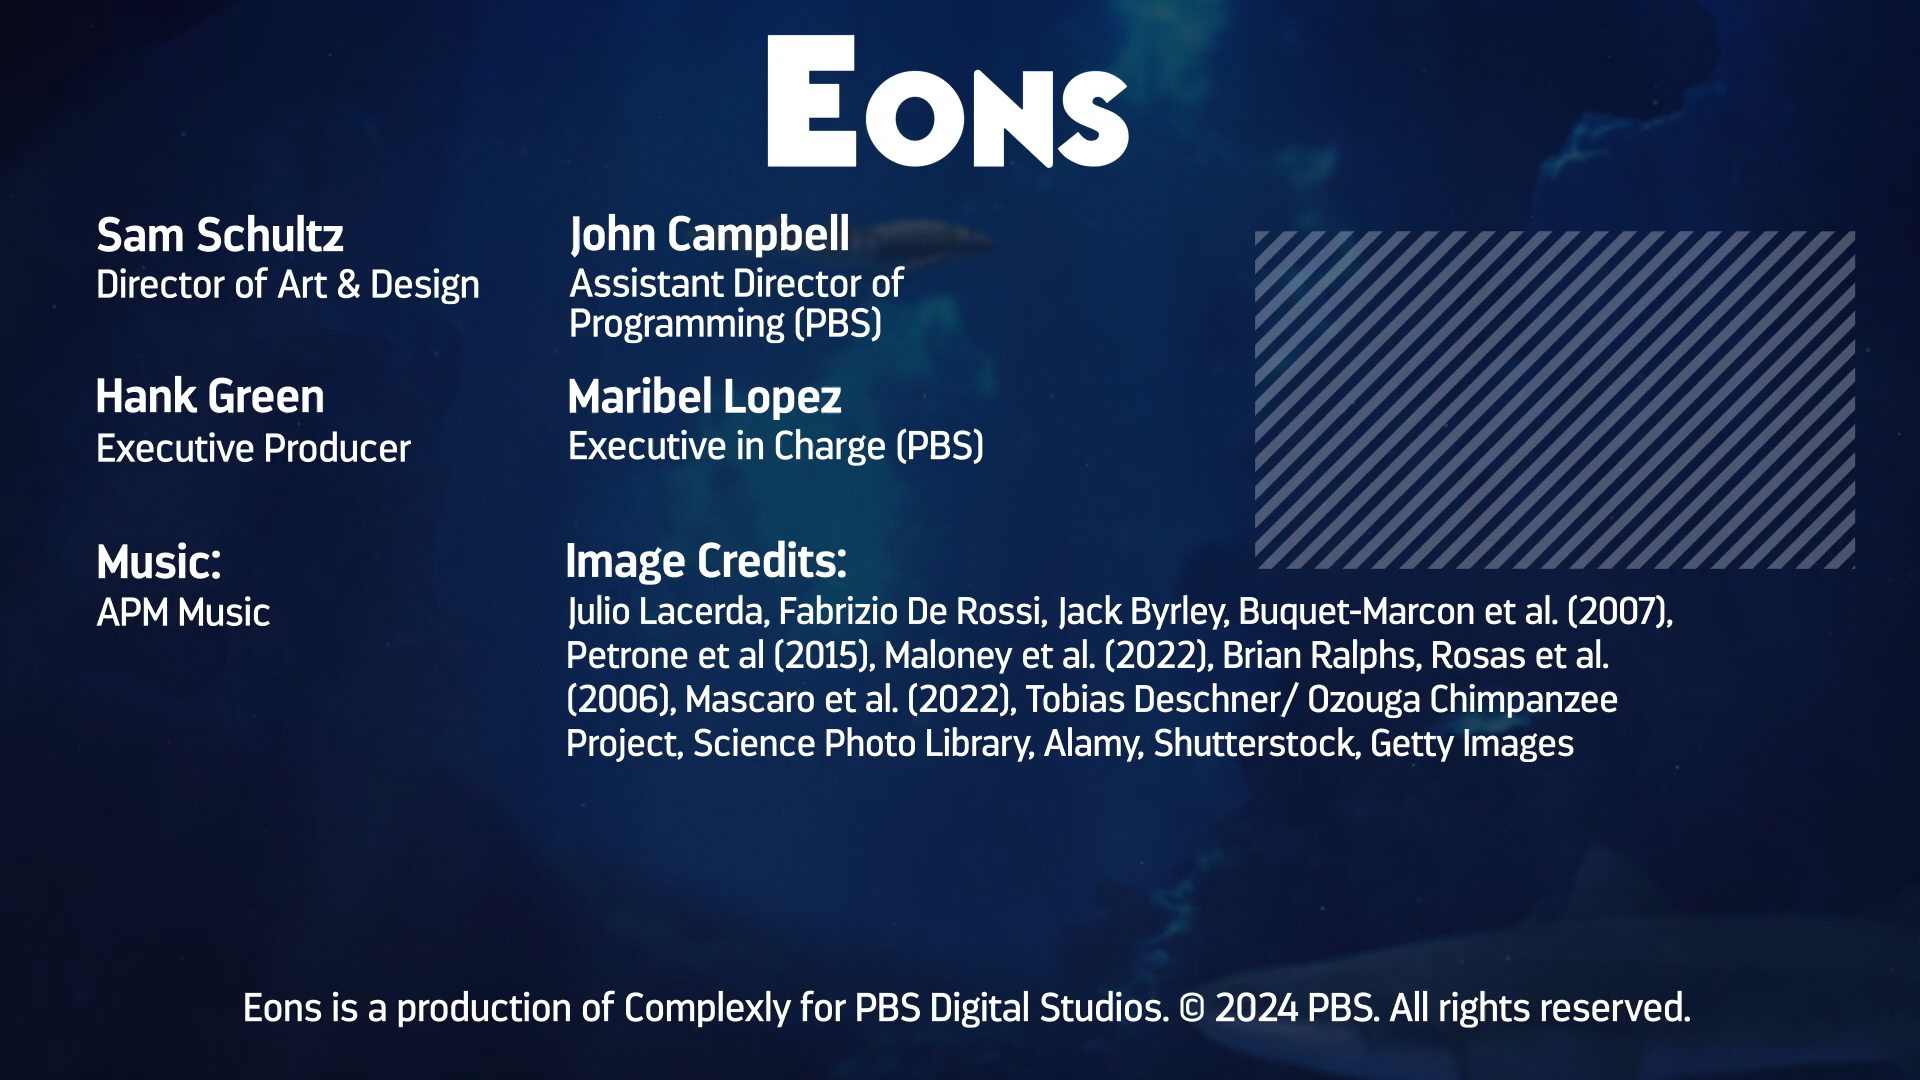 EONS
Sam Schultz
Director of Art & Design
John Campbell
Assistant Director of
Programming (PBS)
Hank Green
Executive Producer
Maribel Lopez
Executive in Charge (PBS)
Music:
APM Music
Image Credits:
Julio Lacerda, Fabrizio De Rossi, Jack Byrley, Buquet-Marcon et al. (2007),
Petrone et al (2015), Maloney et al. (2022), Brian Ralphs, Rosas et al.
(2006), Mascaro et al. (2022), Tobias Deschner/ Ozouga Chimpanzee
Project, Science Photo Library, Alamy, Shutterstock, Getty Images
Eons is a production of Complexly for PBS Digital Studios. © 2024 PBS. All rights reserved.